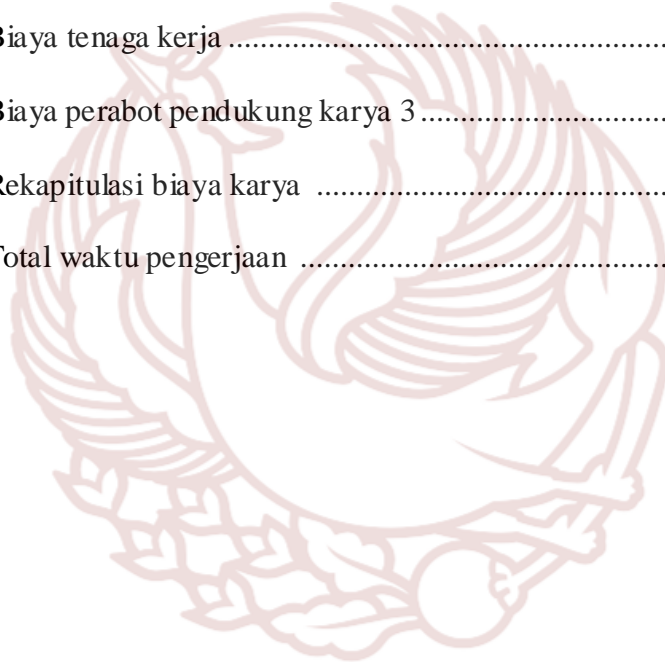 Biaya tenaga kerja ......................................................
Biaya perabot pendukung karya 3 ..............................
Rekapitulasi biaya karya ...........................................
Total waktu pengerjaan .............................................